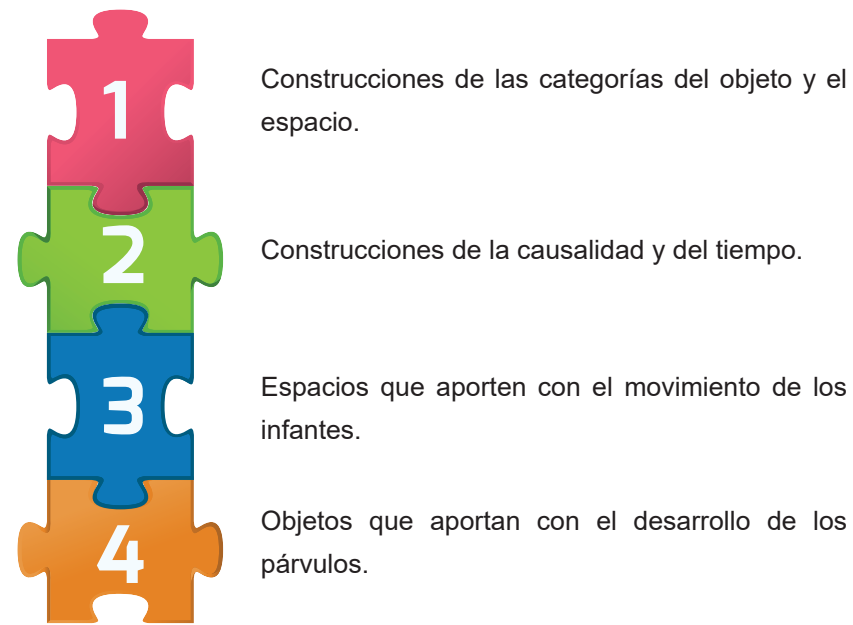 1
Construcciones de las categorías del objeto y el
espacio.
2
Construcciones de la causalidad y del tiempo.
3
Espacios que aporten con el movimiento de los
infantes.
4
Objetos que aportan con el desarrollo de los
párvulos.